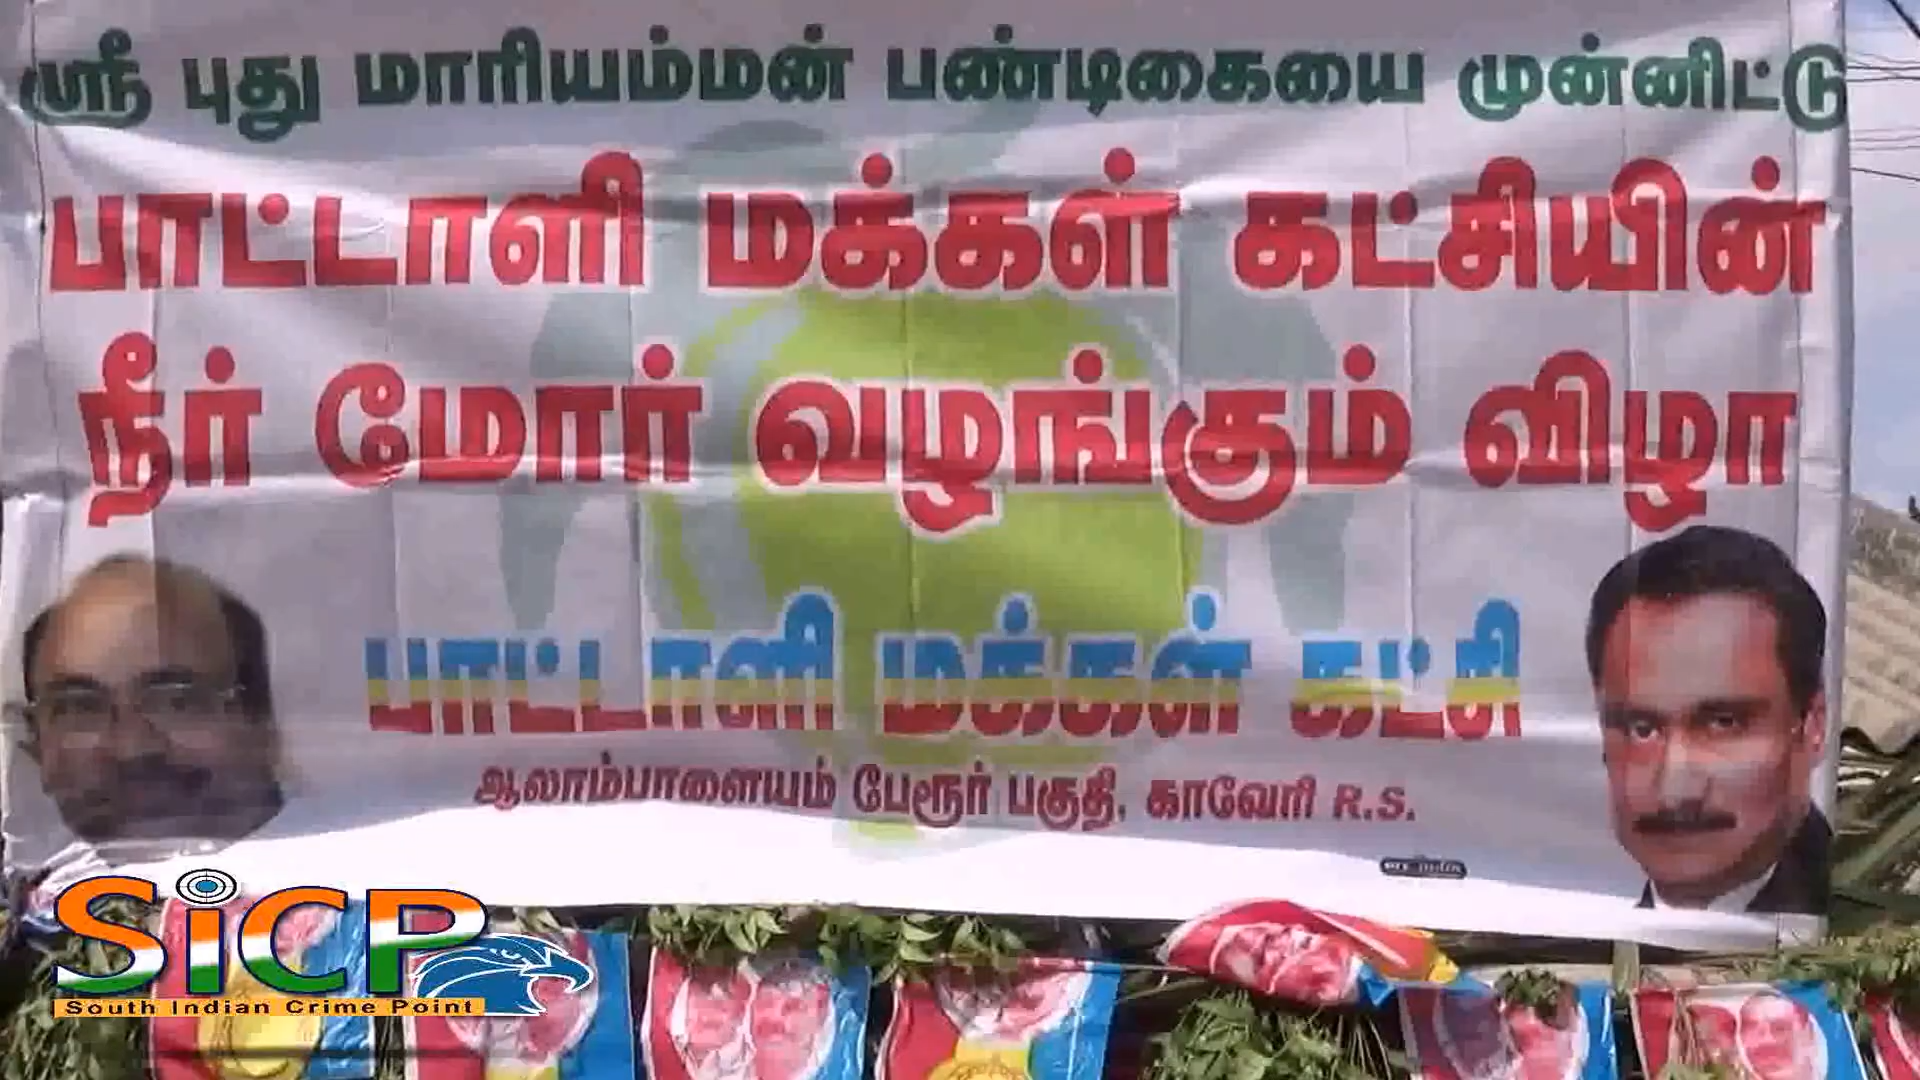 ஸ்ரீ புது மாரியம்மன் பண்டிகையை முன்னிட்டு
பாட்டாளி மக்கள் கட்சியின்
நீர் மோர் வழங்கும் விழா
பாட்டாளி மக்கள் கட்சி
ஆலாம்பாளையம் பேரூர் பகுதி, காவேரி R.S.
SiCP
South Indian Crime Point